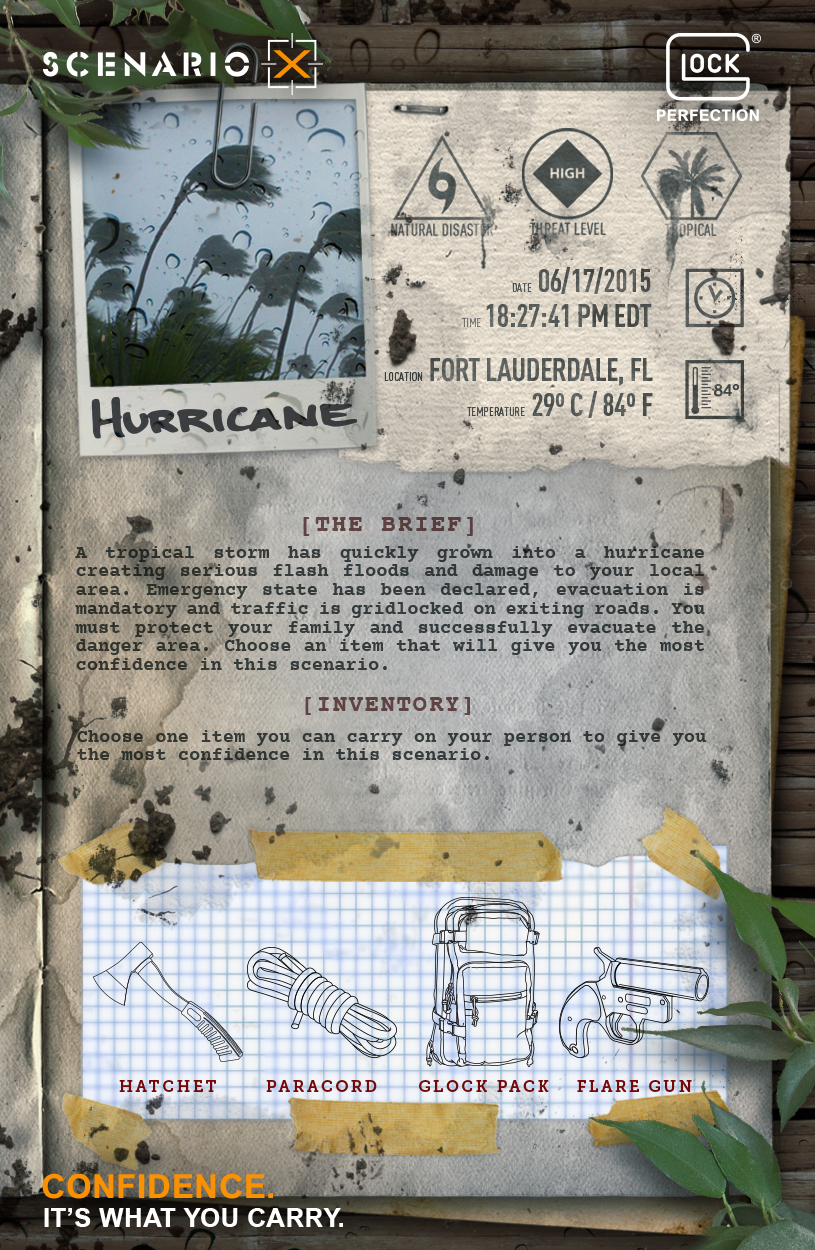 SCENARIO X
GLOCK ®
PERFECTION
HIGH
NATURAL DISASTER
THREAT LEVEL
TROPICAL
DATE 06/17/2015
TIME 18:27:41 PM EDT
LOCATION FORT LAUDERDALE, FL
84º
TEMPERATURE 29º C / 84º F
HURRICANE
[THE BRIEF]
A tropical storm has quickly grown into a hurricane
creating serious flash floods and damage to your local
area. Emergency state has been declared, evacuation is
mandatory and traffic is gridlocked on exiting roads. You
must protect your family and successfully evacuate the
danger area. Choose an item that will give you the most
confidence in this scenario.
[INVENTORY]
Choose one item you can carry on your person to give you
the most confidence in this scenario.
HATCHET PARACORD GLOCK PACK FLARE GUN
CONFIDENCE.
IT'S WHAT YOU CARRY.